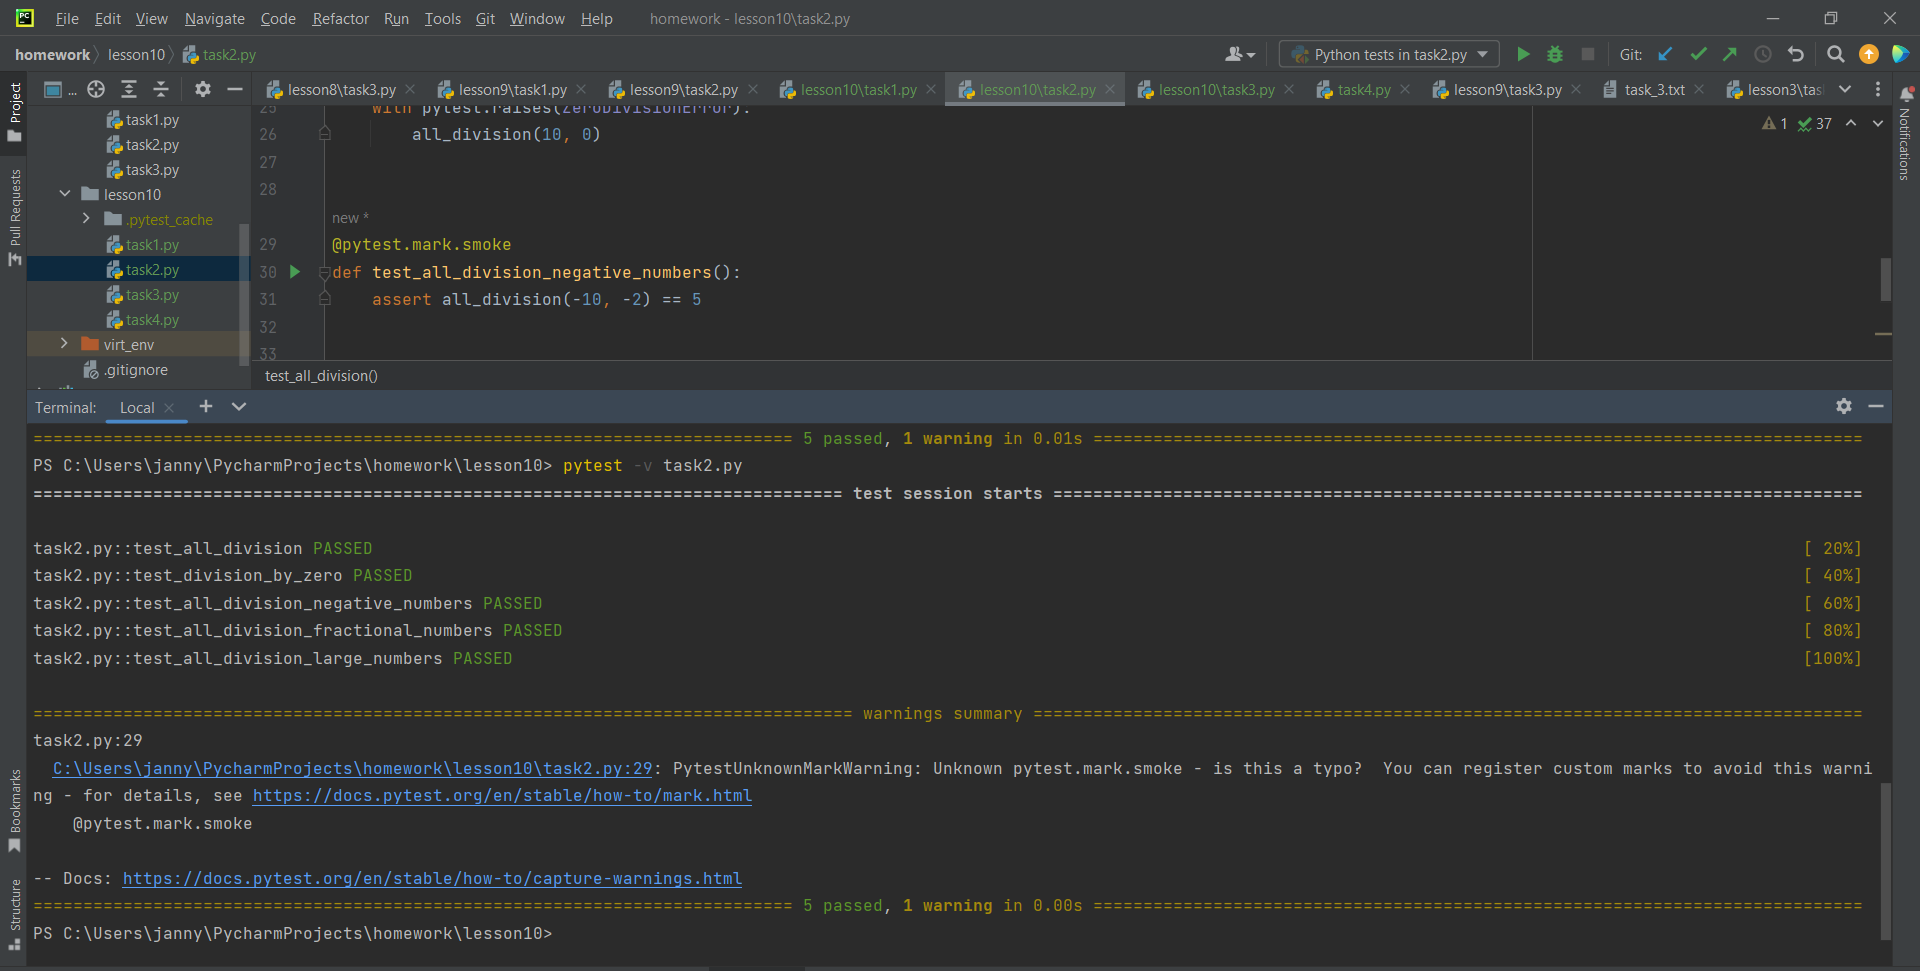 PC File Edit View Navigate Code Refactor Run Tools Git Window Help homework - lesson10\task2.py
homework lesson10 task2.py Python tests in task2.py Git:
Project
... lesson8\task3.py lesson9\task1.py lesson9\task2.py lesson10\task1.py lesson10\task2.py lesson10\task3.py task4.py lesson9\task3.py task_3.txt lesson3\tas
Notifications
Pull Requests
task1.py
task2.py
task3.py
lesson10
.pytest_cache
task1.py
task2.py
task3.py
task4.py
virt_env
.gitignore
1 37
25 with pytest.raises(ZeroDivisionError):
26 all_division(10, 0)
27
28
new *
29 @pytest.mark.smoke
30 def test_all_division_negative_numbers():
31 assert all_division(-10, -2) == 5
32
33
test_all_division()
Terminal: Local
============================================================================ 5 passed, 1 warning in 0.01s =============================================================================
PS C:\Users\janny\PycharmProjects\homework\lesson10> pytest -v task2.py
================================================================================= test session starts =================================================================================
task2.py::test_all_division PASSED [ 20%]
task2.py::test_division_by_zero PASSED [ 40%]
task2.py::test_all_division_negative_numbers PASSED [ 60%]
task2.py::test_all_division_fractional_numbers PASSED [ 80%]
task2.py::test_all_division_large_numbers PASSED [100%]
================================================================================== warnings summary ===================================================================================
task2.py:29
C:\Users\janny\PycharmProjects\homework\lesson10\task2.py:29: PytestUnknownMarkWarning: Unknown pytest.mark.smoke - is this a typo?  You can register custom marks to avoid this warni
ng - for details, see https://docs.pytest.org/en/stable/how-to/mark.html
@pytest.mark.smoke
-- Docs: https://docs.pytest.org/en/stable/how-to/capture-warnings.html
============================================================================ 5 passed, 1 warning in 0.00s =============================================================================
PS C:\Users\janny\PycharmProjects\homework\lesson10>
Bookmarks
Structure